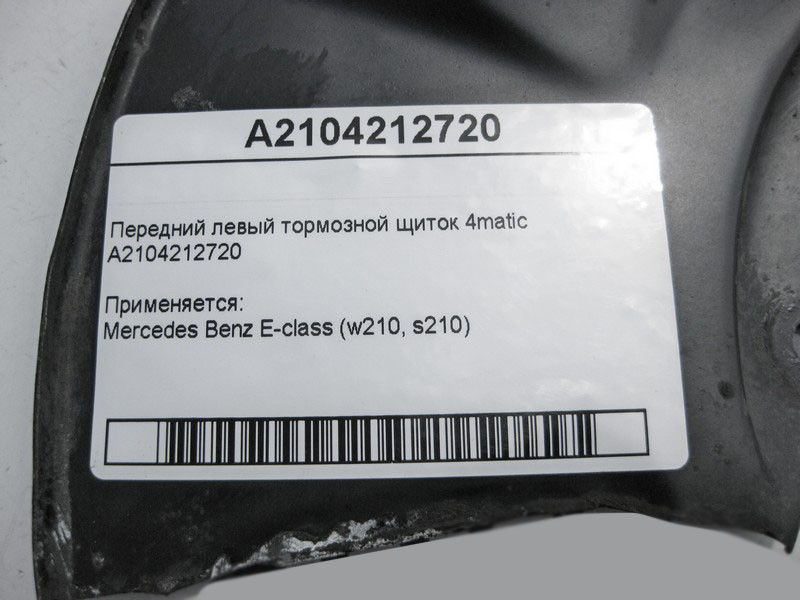 A2104212720
Передний левый тормозной щиток 4matic
A2104212720
Применяется:
Mercedes Benz E-class (w210, s210)